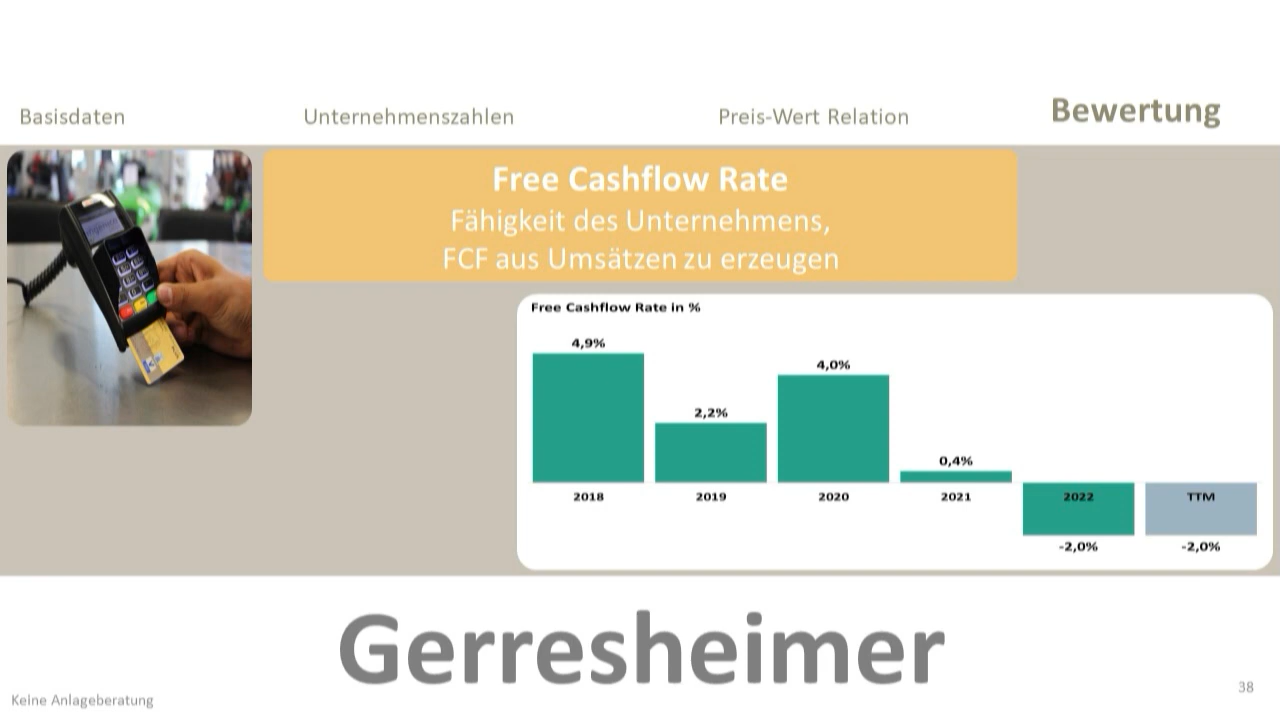 Basisdaten
Unternehmenszahlen
Preis-Wert Relation
Bewertung
Free Cashflow Rate
Fähigkeit des Unternehmens,
FCF aus Umsätzen zu erzeugen
Free Cashflow Rate in %
4,9%
2,2%
4,0%
0,4%
2018
2019
2020
2021
2022
TTM
-2,0%
-2,0%
Gerresheimer
Keine Anlageberatung
38